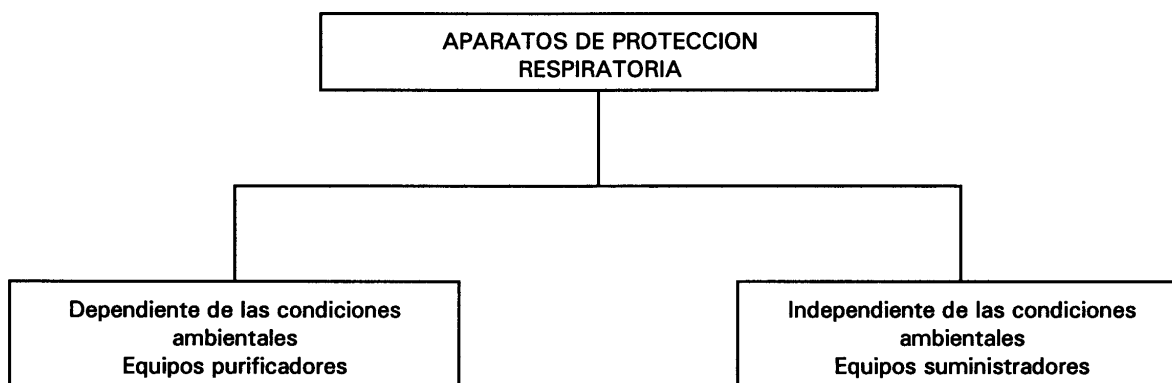 APARATOS DE PROTECCION
RESPIRATORIA
Dependiente de las condiciones
ambientales
Equipos purificadores
Independiente de las condiciones
ambientales
Equipos suministradores